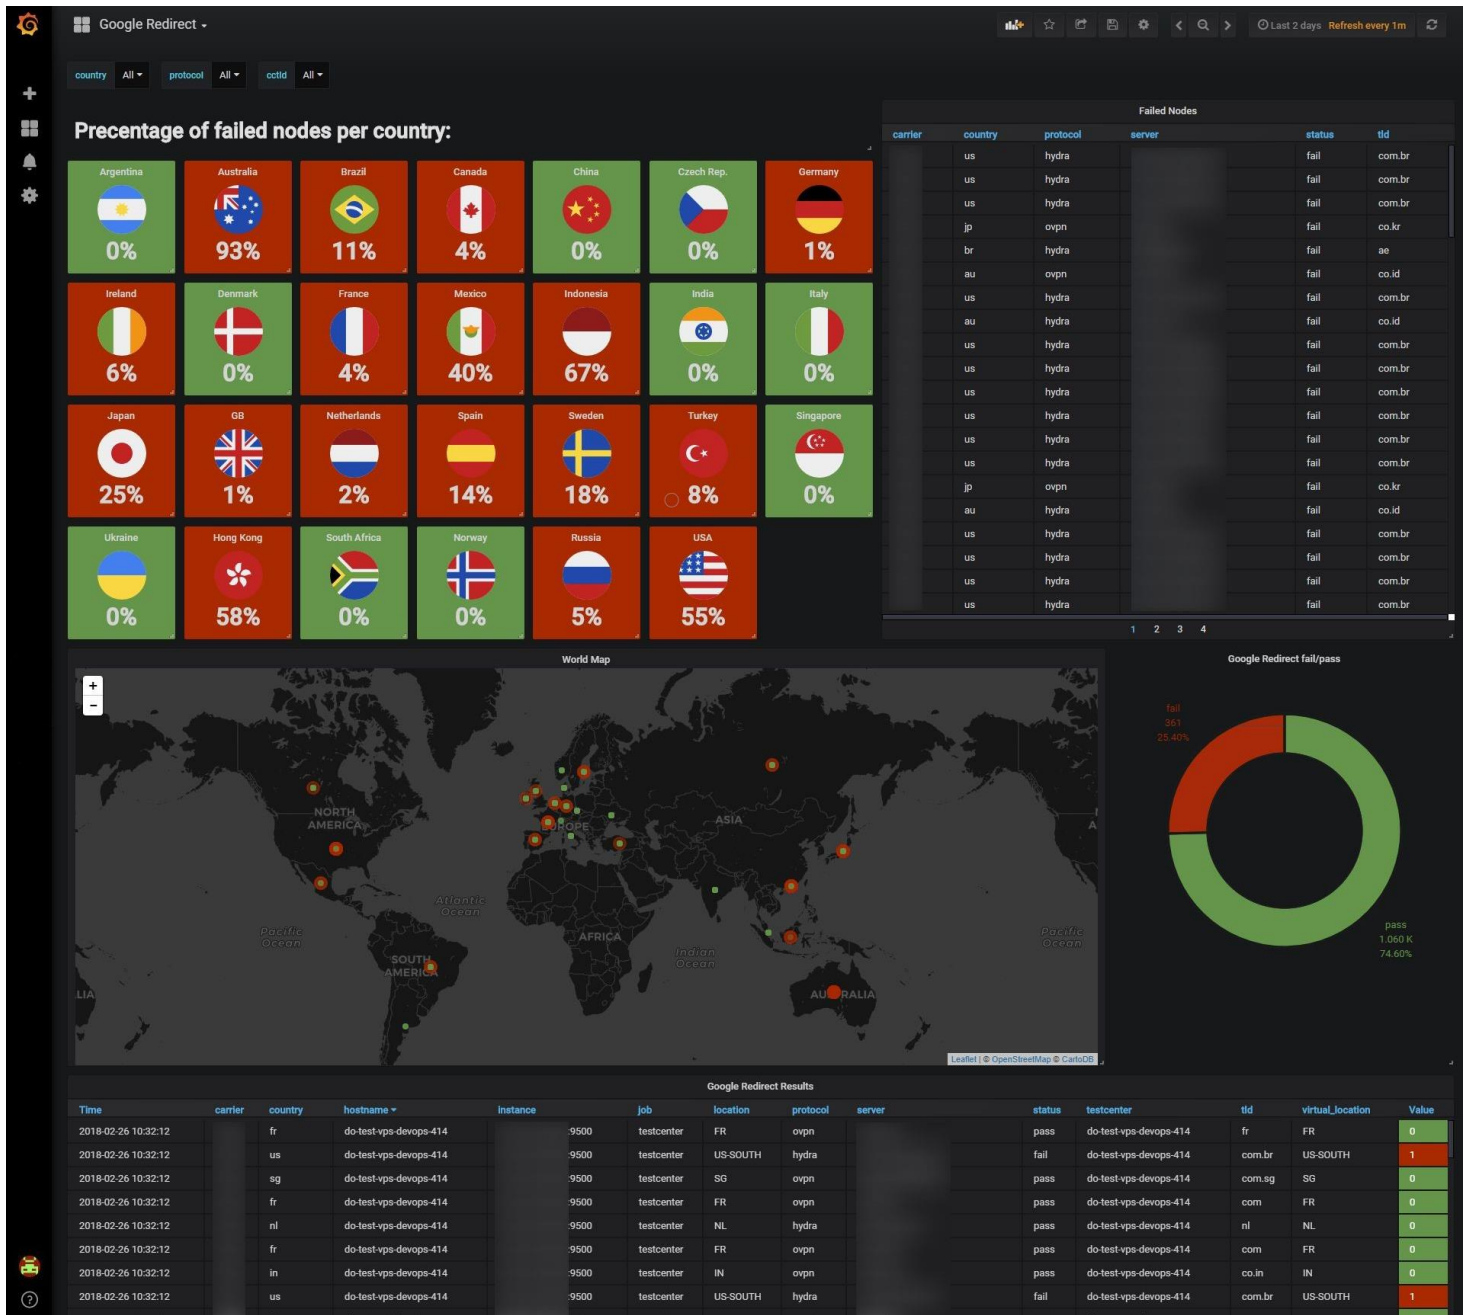 Google Redirect
Last 2 days Refresh every 1m
country All protocol All cctld All
Precentage of failed nodes per country:
Argentina Australia Brazil Canada China Czech Rep. Germany
0% 93% 11% 4% 0% 0% 1%
Ireland Denmark France Mexico Indonesia India Italy
6% 0% 4% 40% 67% 0% 0%
Japan GB Netherlands Spain Sweden Turkey Singapore
25% 1% 2% 14% 18% 8% 0%
Ukraine Hong Kong South Africa Norway Russia USA
0% 58% 0% 0% 5% 55%
Failed Nodes
carrier country protocol server status tld
us hydra fail com.br
us hydra fail com.br
us hydra fail com.br
jp ovpn fail co.kr
br hydra fail ae
au ovpn fail co.id
us hydra fail com.br
au hydra fail co.id
us hydra fail com.br
us hydra fail com.br
us hydra fail com.br
us hydra fail com.br
us hydra fail com.br
us hydra fail com.br
jp ovpn fail co.kr
au hydra fail co.id
us hydra fail com.br
us hydra fail com.br
us hydra fail com.br
us hydra fail com.br
1 2 3 4
World Map
+
-
NORTH
AMERICA
EUROPE
ASIA
Atlantic
Ocean
Pacific
Ocean
AFRICA
Indian
Ocean
Pacific
Ocean
SOUTH
AMERICA
LIA
AUSTRALIA
Leaflet | © OpenStreetMap © CartoDB
Google Redirect fail/pass
fail
361
25.40%
pass
1.060 K
74.60%
Google Redirect Results
Time carrier country hostname instance job location protocol server status testcenter tld virtual_location Value
2018-02-26 10:32:12 fr do-test-vps-devops-414 :9500 testcenter FR ovpn pass do-test-vps-devops-414 fr FR 0
2018-02-26 10:32:12 us do-test-vps-devops-414 :9500 testcenter US-SOUTH hydra fail do-test-vps-devops-414 com.br US-SOUTH 1
2018-02-26 10:32:12 sg do-test-vps-devops-414 :9500 testcenter SG ovpn pass do-test-vps-devops-414 com.sg SG 0
2018-02-26 10:32:12 fr do-test-vps-devops-414 :9500 testcenter FR ovpn pass do-test-vps-devops-414 com FR 0
2018-02-26 10:32:12 nl do-test-vps-devops-414 :9500 testcenter NL hydra pass do-test-vps-devops-414 nl NL 0
2018-02-26 10:32:12 fr do-test-vps-devops-414 :9500 testcenter FR ovpn pass do-test-vps-devops-414 com FR 0
2018-02-26 10:32:12 in do-test-vps-devops-414 :9500 testcenter IN ovpn pass do-test-vps-devops-414 co.in IN 0
2018-02-26 10:32:12 us do-test-vps-devops-414 :9500 testcenter US-SOUTH hydra fail do-test-vps-devops-414 com.br US-SOUTH 1